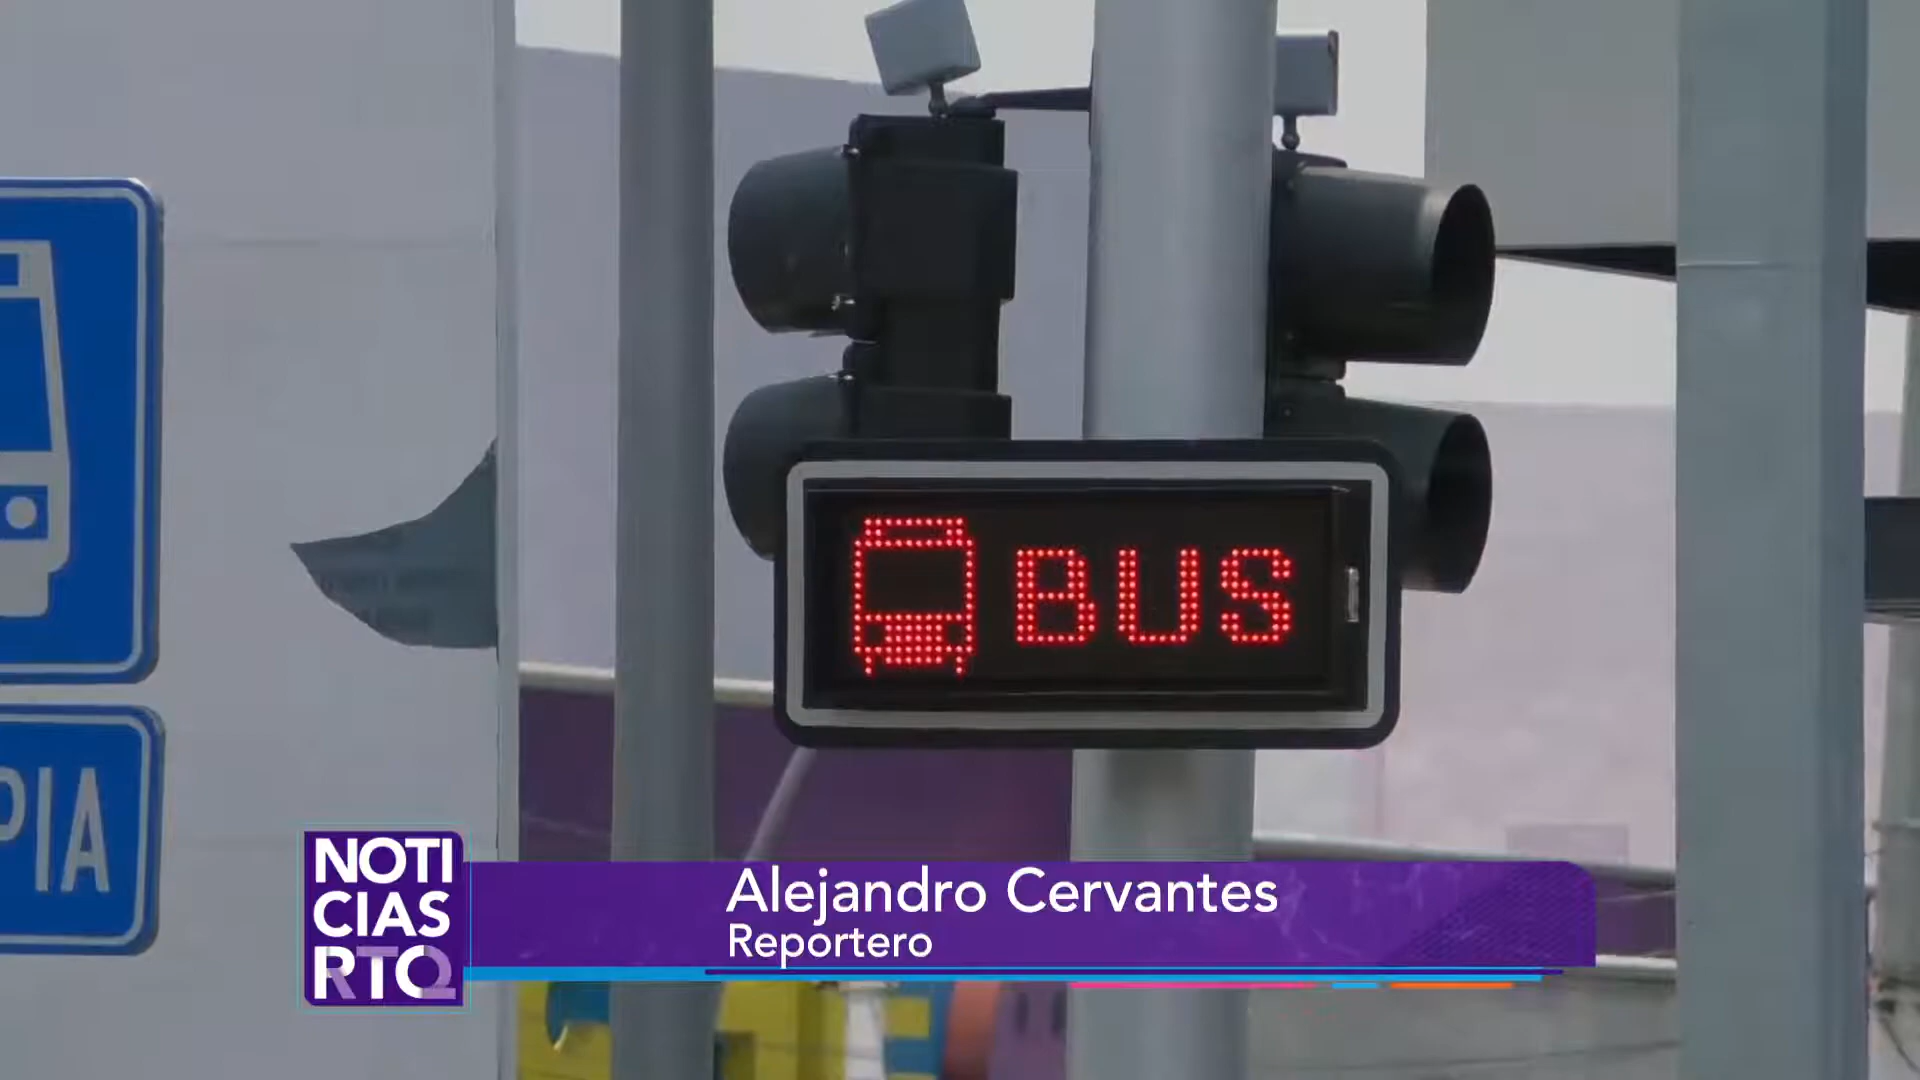 BUS
PIA
NOTI
CIAS
RTQ
Alejandro Cervantes
Reportero